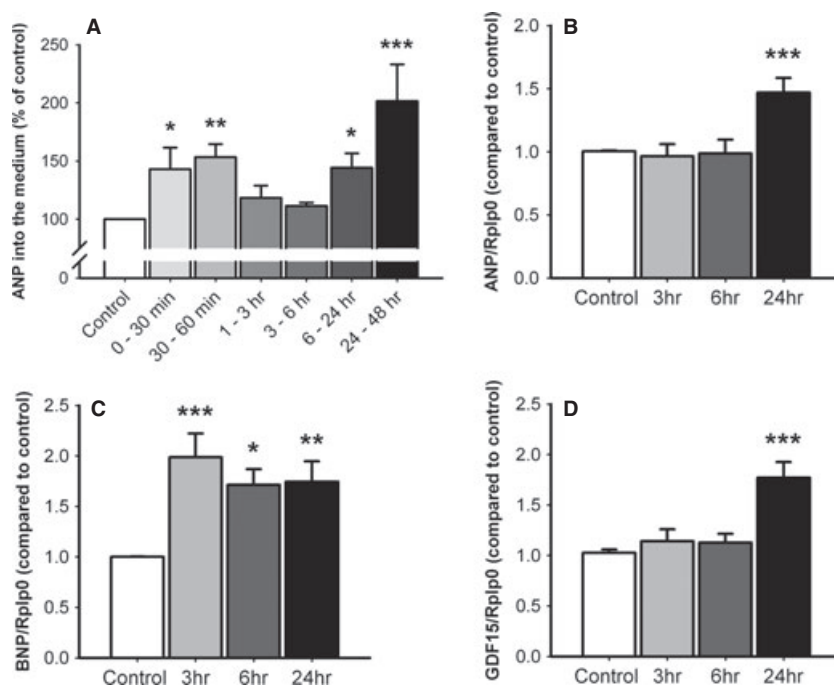 A
ANP into the medium (% of control)
250
200
150
100
0
*
**
*
***
Control
0 - 30 min
30 - 60 min
1 - 3 hr
3 - 6 hr
6 - 24 hr
24 - 48 hr
B
ANP/Rplp0 (compared to control)
2.0
1.5
1.0
0.5
0.0
***
Control 3hr 6hr 24hr
C
BNP/Rplp0 (compared to control)
2.5
2.0
1.5
1.0
0.5
0.0
***
*
**
Control 3hr 6hr 24hr
D
GDF15/Rplp0 (compared to control)
2.5
2.0
1.5
1.0
0.5
0.0
***
Control 3hr 6hr 24hr